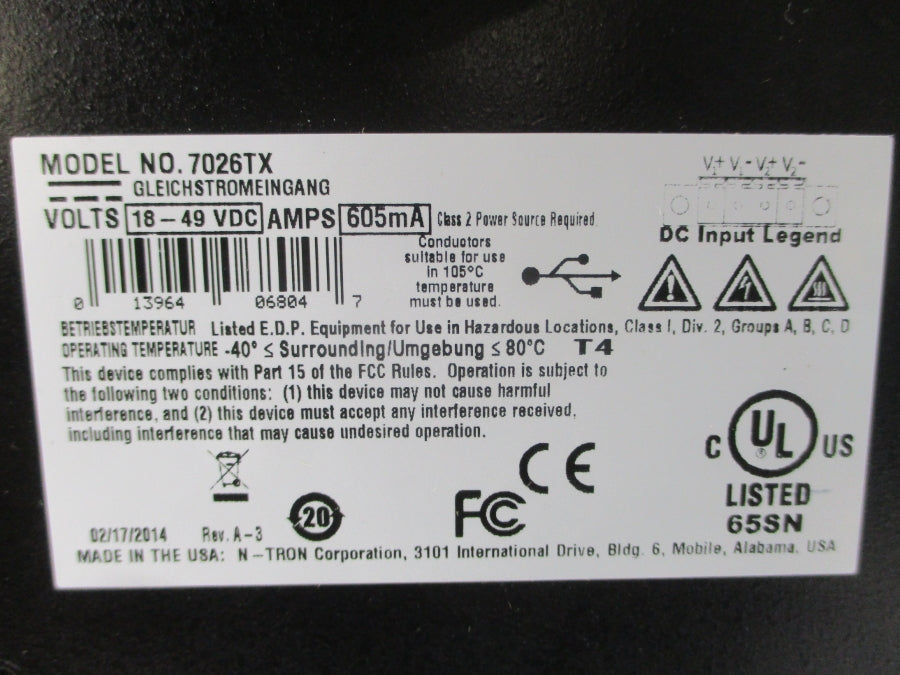 MODEL NO. 7026TX
GLEICHSTROMEINGANG
VOLTS 18 – 49 VDC AMPS 605mA Class 2 Power Source Required
Conductors
suitable for use
in 105°C
temperature
must be used.
0 13964 06804 7
V₁+ V₁- V₂+ V₂-
DC Input Legend
BETRIEBSTEMPERATUR Listed E.D.P. Equipment for Use in Hazardous Locations, Class I, Div. 2, Groups A, B, C, D
OPERATING TEMPERATURE -40° ≤ Surrounding/Umgebung ≤ 80°C T4
This device complies with Part 15 of the FCC Rules. Operation is subject to
the following two conditions: (1) this device may not cause harmful
interference, and (2) this device must accept any interference received,
including interference that may cause undesired operation.
C UL ® US
LISTED
65SN
CE
FCC
20
02/17/2014 Rev. A-3
MADE IN THE USA: N-TRON Corporation, 3101 International Drive, Bldg. 6, Mobile, Alabama, USA